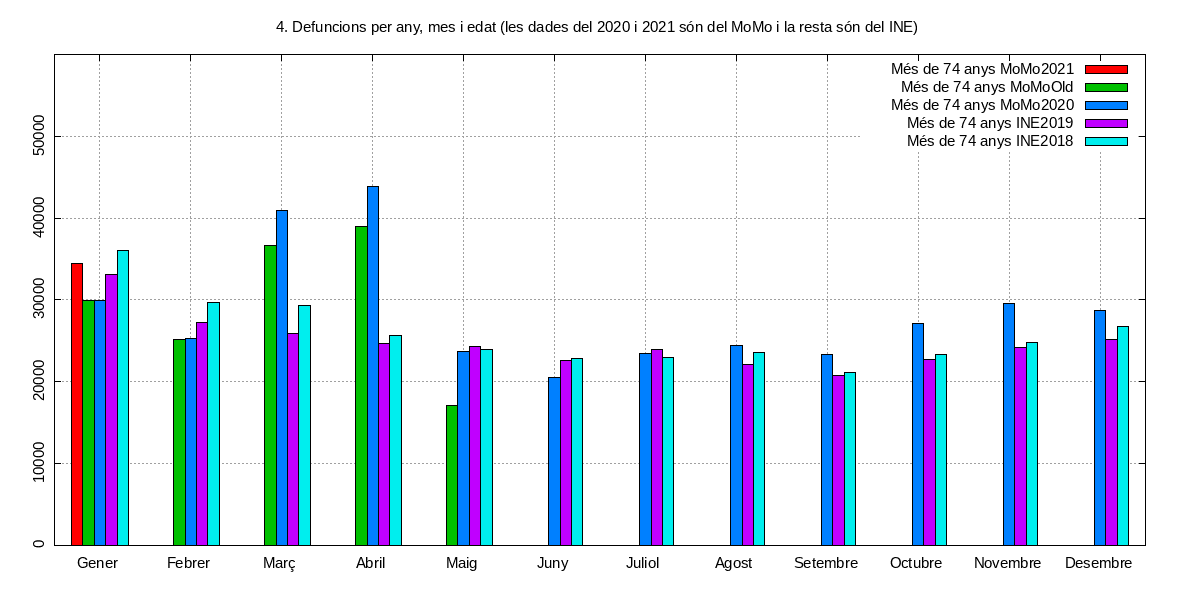 4. Defuncions per any, mes i edat (les dades del 2020 i 2021 són del MoMo i la resta són del INE)
Més de 74 anys MoMo2021
Més de 74 anys MoMoOld
Més de 74 anys MoMo2020
Més de 74 anys INE2019
Més de 74 anys INE2018
50000
40000
30000
20000
10000
0
Gener Febrer Març Abril Maig Juny Juliol Agost Setembre Octubre Novembre Desembre